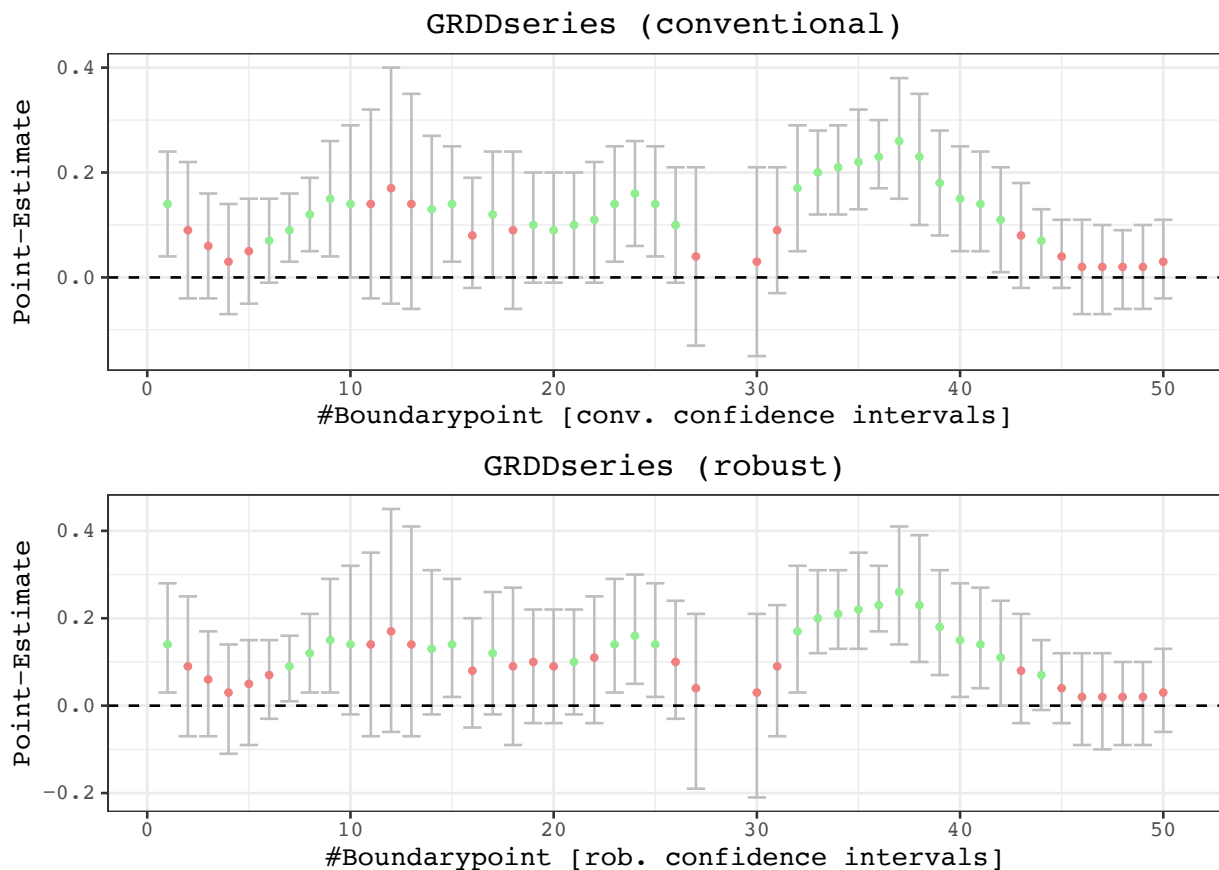 GRDDseries (conventional)
Point-Estimate
0.4
0.2
0.0
0 10 20 30 40 50
#Boundarypoint [conv. confidence intervals]
GRDDseries (robust)
Point-Estimate
0.4
0.2
0.0
-0.2
0 10 20 30 40 50
#Boundarypoint [rob. confidence intervals]